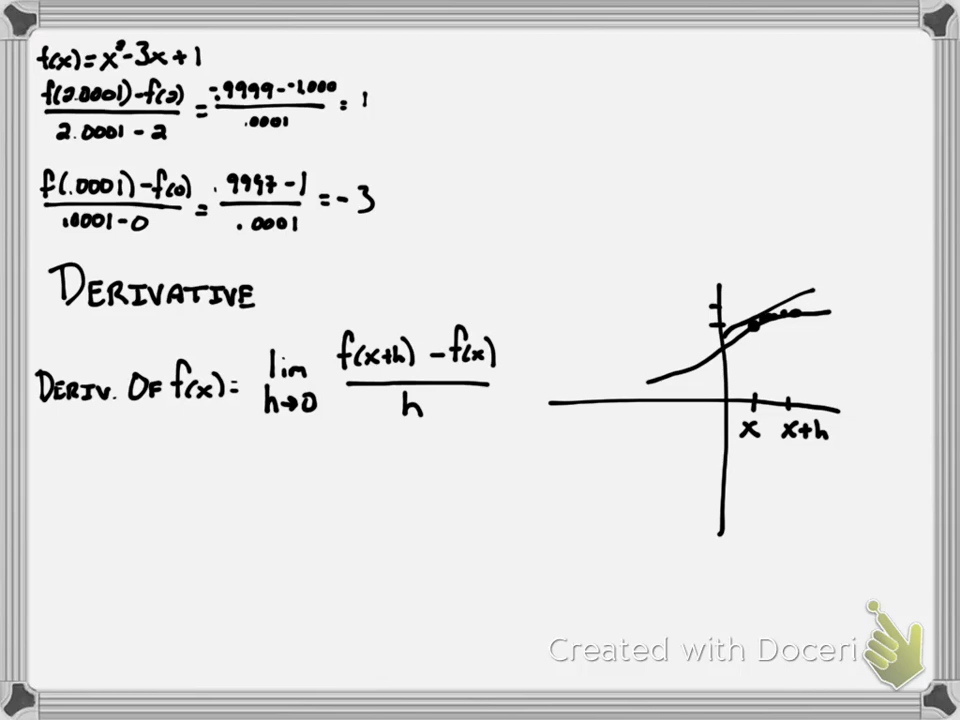 f(x) = x² - 3x + 1
f(2.0001) - f(2) / 2.0001 - 2 = -.9999 - -1.000 / .0001 = 1
f(.0001) - f(0) / .0001 - 0 = .9997 - 1 / .0001 = -3
DERIVATIVE
DERIV. OF f(x) = lim h→0 f(x+h) - f(x) / h
x x+h
Created with Doceri